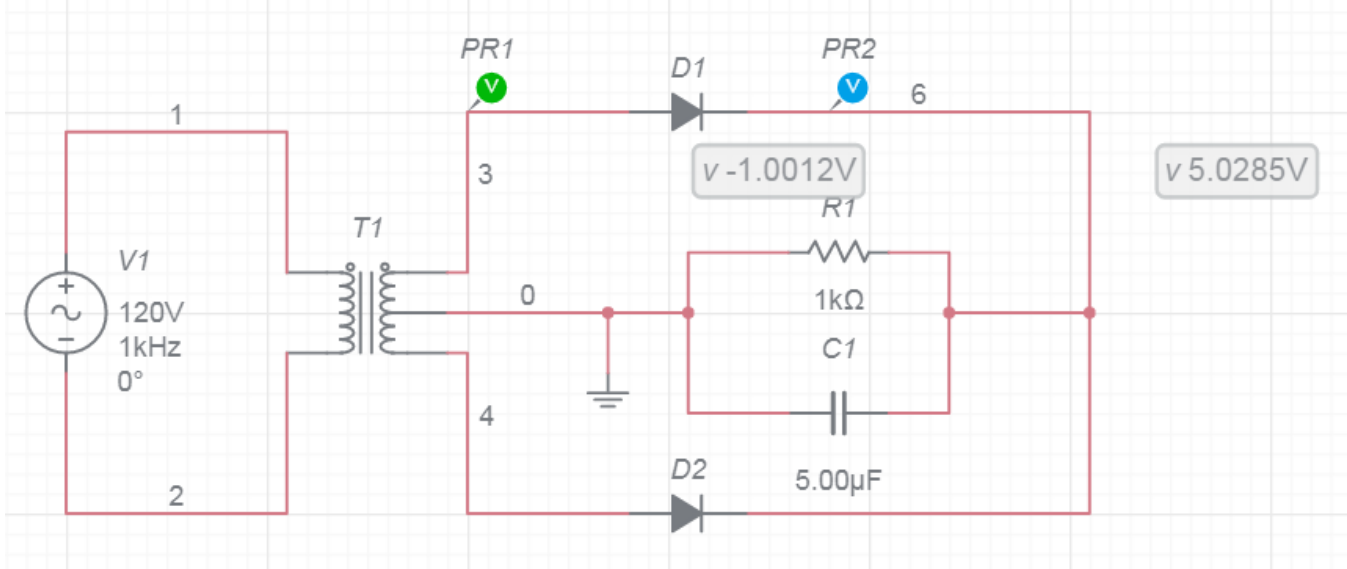 PR1
V
D1
PR2
V
6
1
3
v -1.0012V
v 5.0285V
R1
T1
V1
120V
1kHz
0°
0
1kΩ
C1
4
D2
5.00µF
2